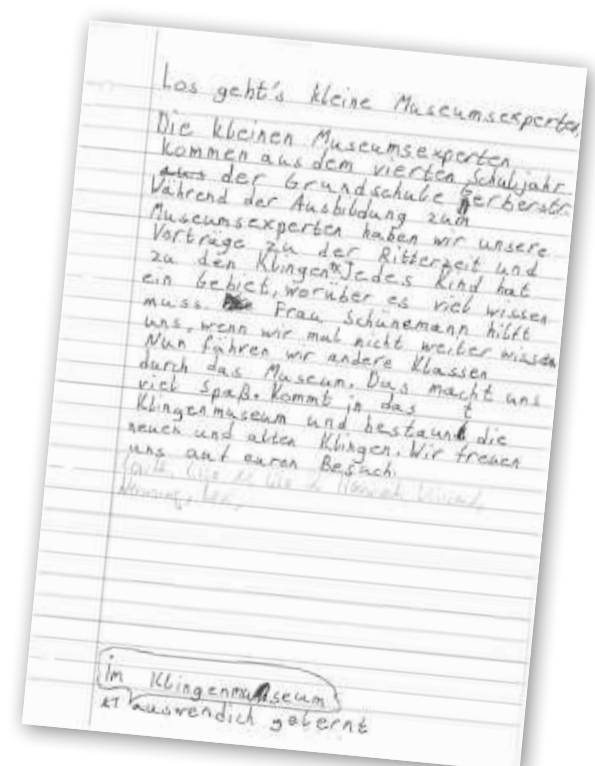 Los geht's kleine Museumsexperten
Die kleinen Museumsexperten
kommen aus dem vierten Schuljahr
aus der Grundschule Gerberstr.
Während der Ausbildung zum
Museumsexperten haben wir unsere
Vorträge zu der Ritterzeit und
zu den Klingen* Jedes Kind hat
ein Gebiet, worüber es viel wissen
muss. Frau Schünemann hilft
uns, wenn wir mal nicht weiter wissen
Nun führen wir andere Klassen
durch das Museum. Das macht uns
viel Spaß. Kommt in das
Klingenmuseum und bestaunt die
neuen und alten Klingen. Wir freuen
uns auf euren Besuch.
im Klingenmuseum
*1 auswendich gelernt